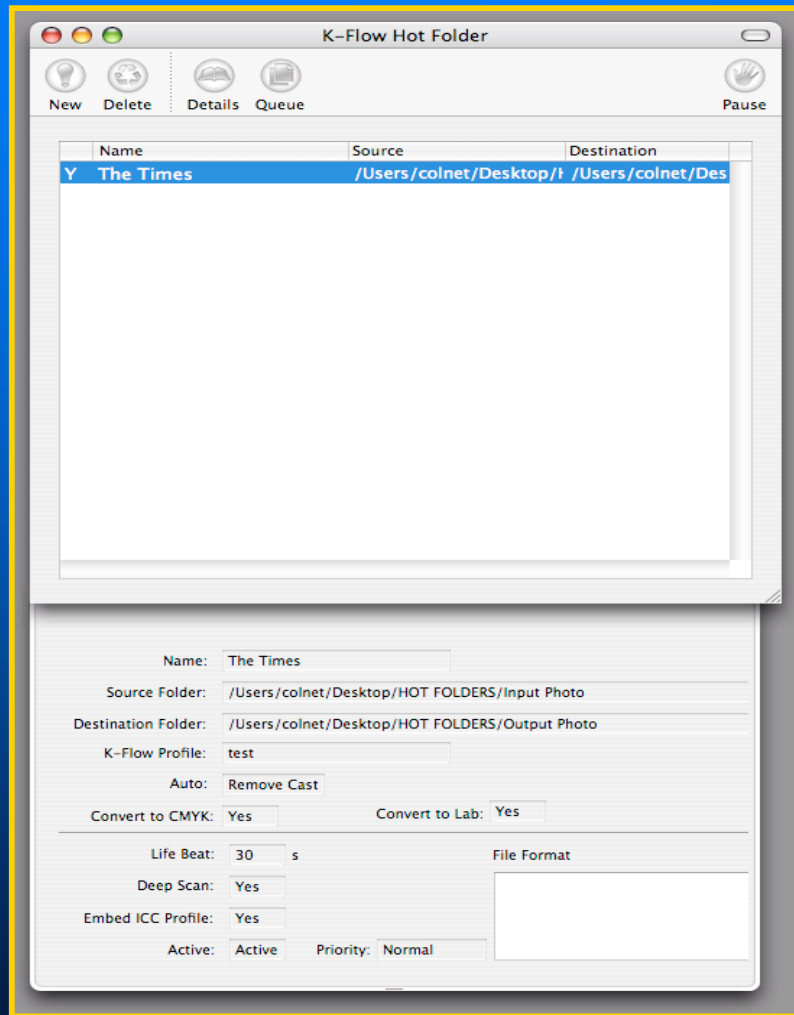 K-Flow Hot Folder
New Delete Details Queue Pause
Name Source Destination
Y The Times /Users/colnet/Desktop/H /Users/colnet/Des
Name: The Times
Source Folder: /Users/colnet/Desktop/HOT FOLDERS/Input Photo
Destination Folder: /Users/colnet/Desktop/HOT FOLDERS/Output Photo
K-Flow Profile: test
Auto: Remove Cast
Convert to CMYK: Yes Convert to Lab: Yes
Life Beat: 30 s File Format
Deep Scan: Yes
Embed ICC Profile: Yes
Active: Active Priority: Normal